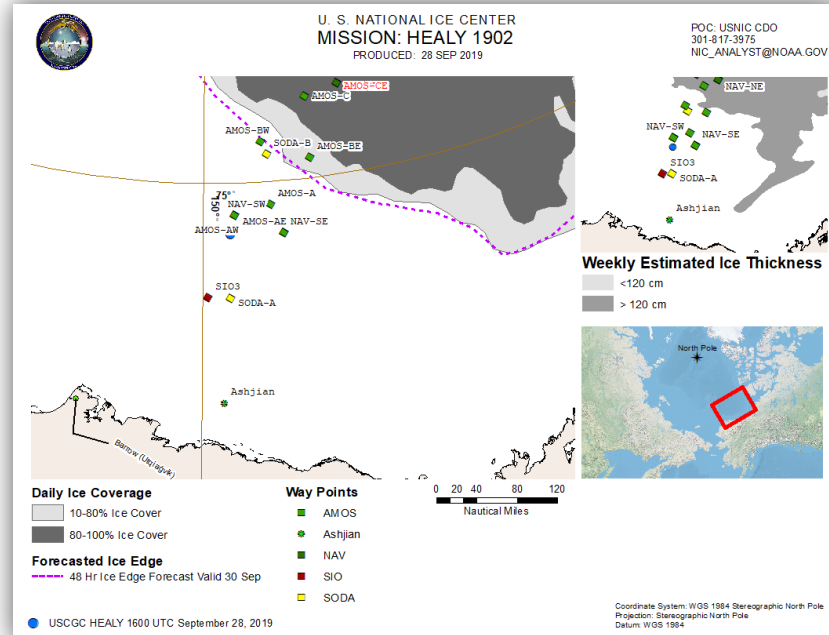 U. S. NATIONAL ICE CENTER
MISSION: HEALY 1902
PRODUCED: 28 SEP 2019
POC: USNIC CDO
301-817-3975
NIC_ANALYST@NOAA.GOV
AMOS-CE
AMOS-C
AMOS-BW
SODA-B
AMOS-BE
75°
150°
AMOS-A
NAV-SW
AMOS-AE
NAV-SE
AMOS-AW
SIO3
SODA-A
Ashjian
Barrow (Utqiagvik)
NAV-NE
NAV-SW
NAV-SE
SIO3
SODA-A
Ashjian
Weekly Estimated Ice Thickness
<120 cm
> 120 cm
North Pole
Daily Ice Coverage
10-80% Ice Cover
80-100% Ice Cover
Forecasted Ice Edge
48 Hr Ice Edge Forecast Valid 30 Sep
Way Points
AMOS
Ashjian
NAV
SIO
SODA
0 20 40 80 120
Nautical Miles
USCGC HEALY 1600 UTC September 28, 2019
Coordinate System: WGS 1984 Stereographic North Pole
Projection: Stereographic North Pole
Datum: WGS 1984